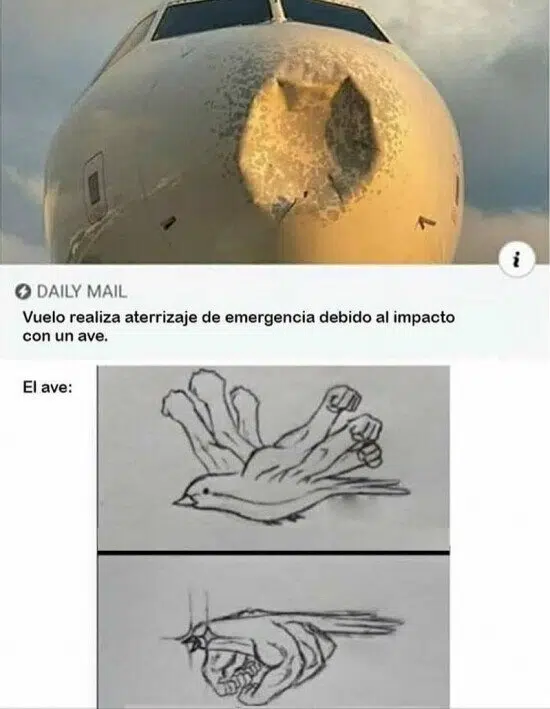 DAILY MAIL
Vuelo realiza aterrizaje de emergencia debido al impacto
con un ave.
El ave: